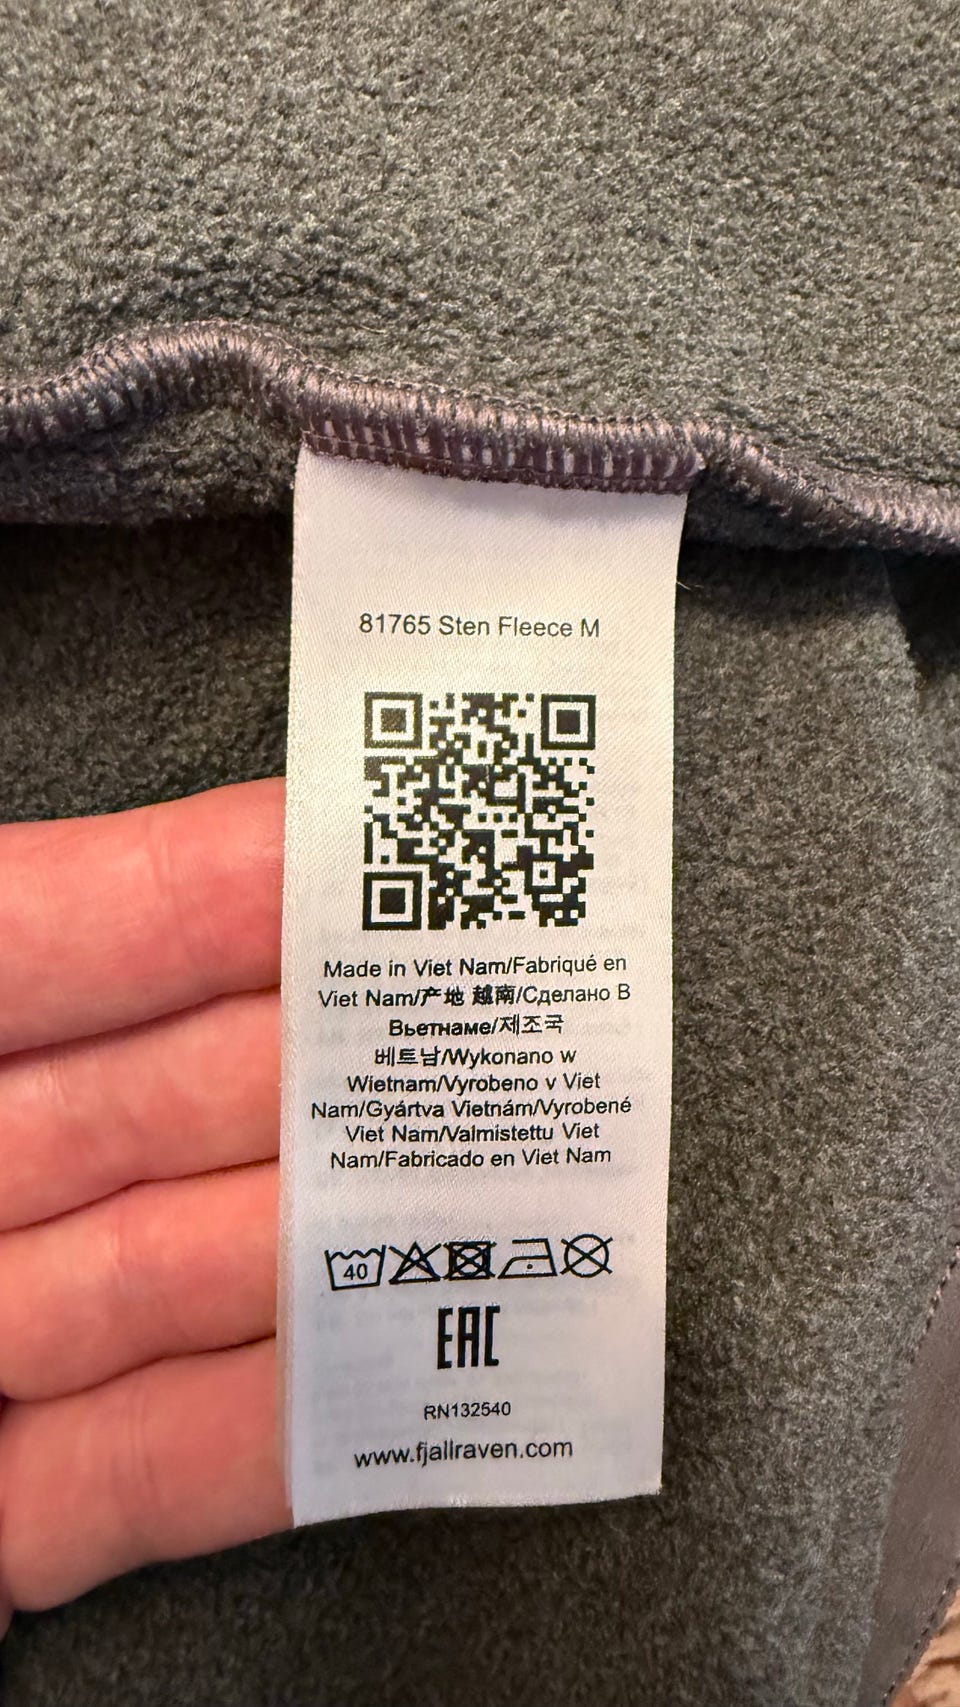 81765 Sten Fleece M
Made in Viet Nam/Fabriqué en
Viet Nam/产地 越南/Сделано В
Вьетнаме/제조국
베트남/Wykonano w
Wietnam/Vyrobeno v Viet
Nam/Gyártva Vietnám/Vyrobené
Viet Nam/Valmistettu Viet
Nam/Fabricado en Viet Nam
40
EAC
RN132540
www.fjallraven.com